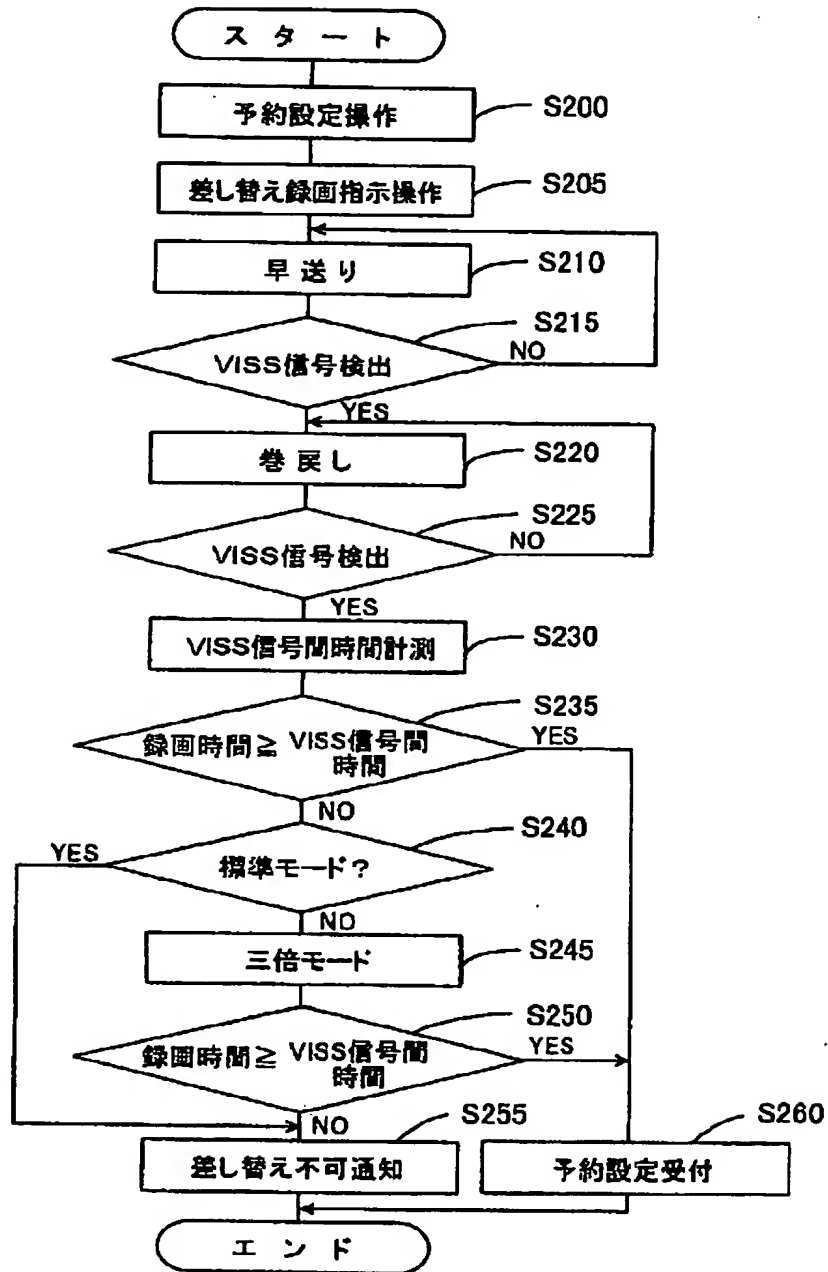 スタート
予約設定操作
S200
差し替え録画指示操作
S205
早送り
S210
VISS信号検出
S215
NO
YES
巻戻し
S220
VISS信号検出
S225
NO
YES
VISS信号間時間計測
S230
録画時間≧ VISS信号間
時間
S235
YES
NO
標準モード?
S240
YES
NO
三倍モード
S245
録画時間≧ VISS信号間
時間
S250
YES
NO
差し替え不可通知
S255
予約設定受付
S260
エンド